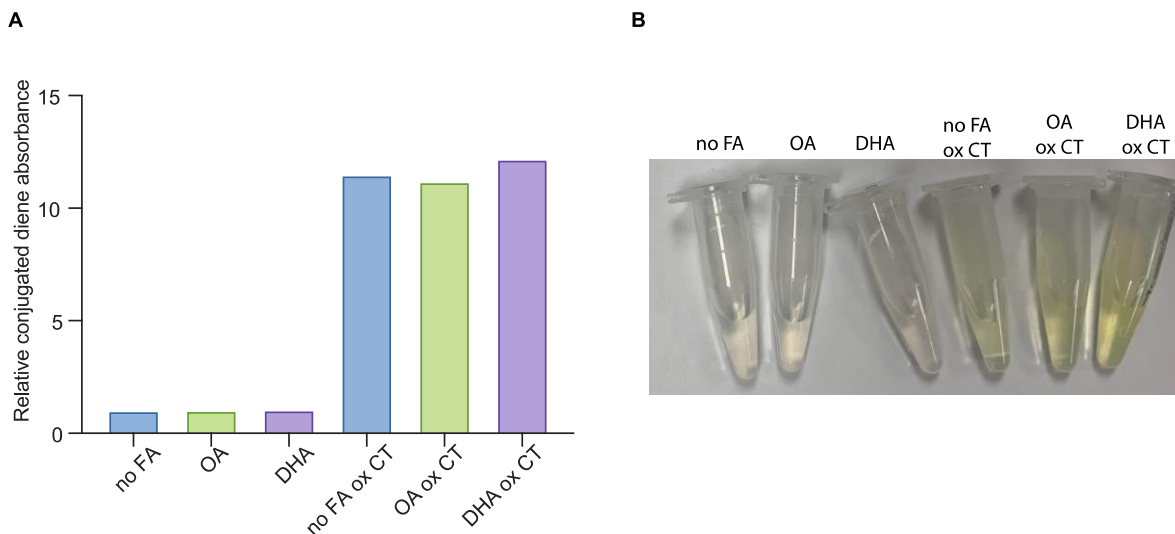 A
B
Relative conjugated diene absorbance
15
10
5
0
no FA
OA
DHA
no FA ox CT
OA ox CT
DHA ox CT
no FA
OA
DHA
no FA
ox CT
OA
ox CT
DHA
ox CT